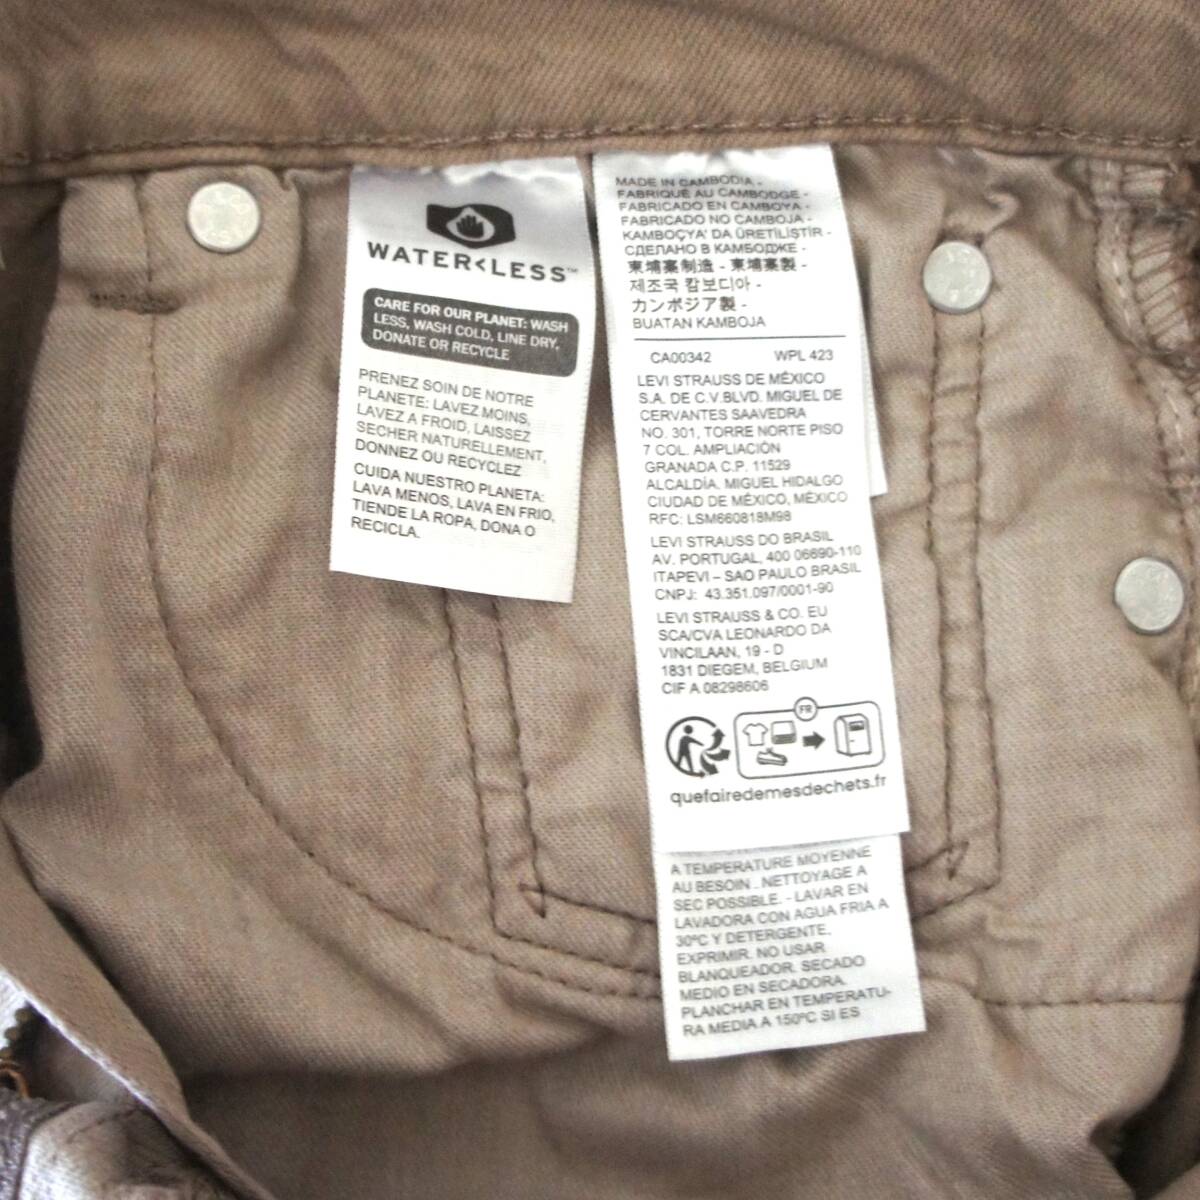 WATER<LESS™
CARE FOR OUR PLANET: WASH
LESS, WASH COLD, LINE DRY,
DONATE OR RECYCLE
PRENEZ SOIN DE NOTRE
PLANETE: LAVEZ MOINS,
LAVEZ A FROID, LAISSEZ
SECHER NATURELLEMENT,
DONNEZ OU RECYCLEZ
CUIDA NUESTRO PLANETA:
LAVA MENOS, LAVA EN FRIO,
TIENDE LA ROPA, DONA O
RECICLA.
MADE IN CAMBODIA -
FABRIQUÉ AU CAMBODGE -
FABRICADO EN CAMBOYA -
FABRICADO NO CAMBOJA -
KAMBOÇYA' DA ÜRETİLİSTİR -
СДЕЛАНО В КАМБОДЖЕ -
柬埔寨制造 - 柬埔寨製 -
제조국 캄보디아 -
カンボジア製 -
BUATAN KAMBOJA
CA00342 WPL 423
LEVI STRAUSS DE MÉXICO
S.A. DE C.V.BLVD. MIGUEL DE
CERVANTES SAAVEDRA
NO. 301, TORRE NORTE PISO
7 COL. AMPLIACIÓN
GRANADA C.P. 11529
ALCALDÍA. MIGUEL HIDALGO
CIUDAD DE MÉXICO, MÉXICO
RFC: LSM660818M98
LEVI STRAUSS DO BRASIL
AV. PORTUGAL, 400 06690-110
ITAPEVI – SAO PAULO BRASIL
CNPJ: 43.351.097/0001-90
LEVI STRAUSS & CO. EU
SCA/CVA LEONARDO DA
VINCILAAN, 19 - D
1831 DIEGEM, BELGIUM
CIF A 08298606
FR
quefairedemesdechets.fr
A TEMPERATURE MOYENNE
AU BESOIN . NETTOYAGE A
SEC POSSIBLE. - LAVAR EN
LAVADORA CON AGUA FRIA A
30ºC Y DETERGENTE.
EXPRIMIR. NO USAR
BLANQUEADOR. SECADO
MEDIO EN SECADORA.
PLANCHAR EN TEMPERATU-
RA MEDIA A 150ºC SI ES